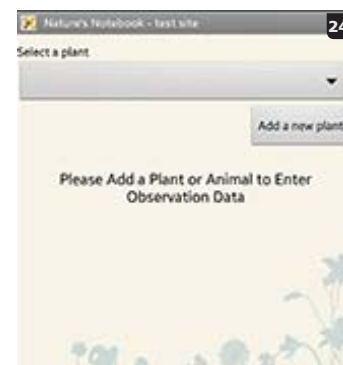 Nature's Notebook - test site
24
Select a plant
Add a new plant
Please Add a Plant or Animal to Enter
Observation Data